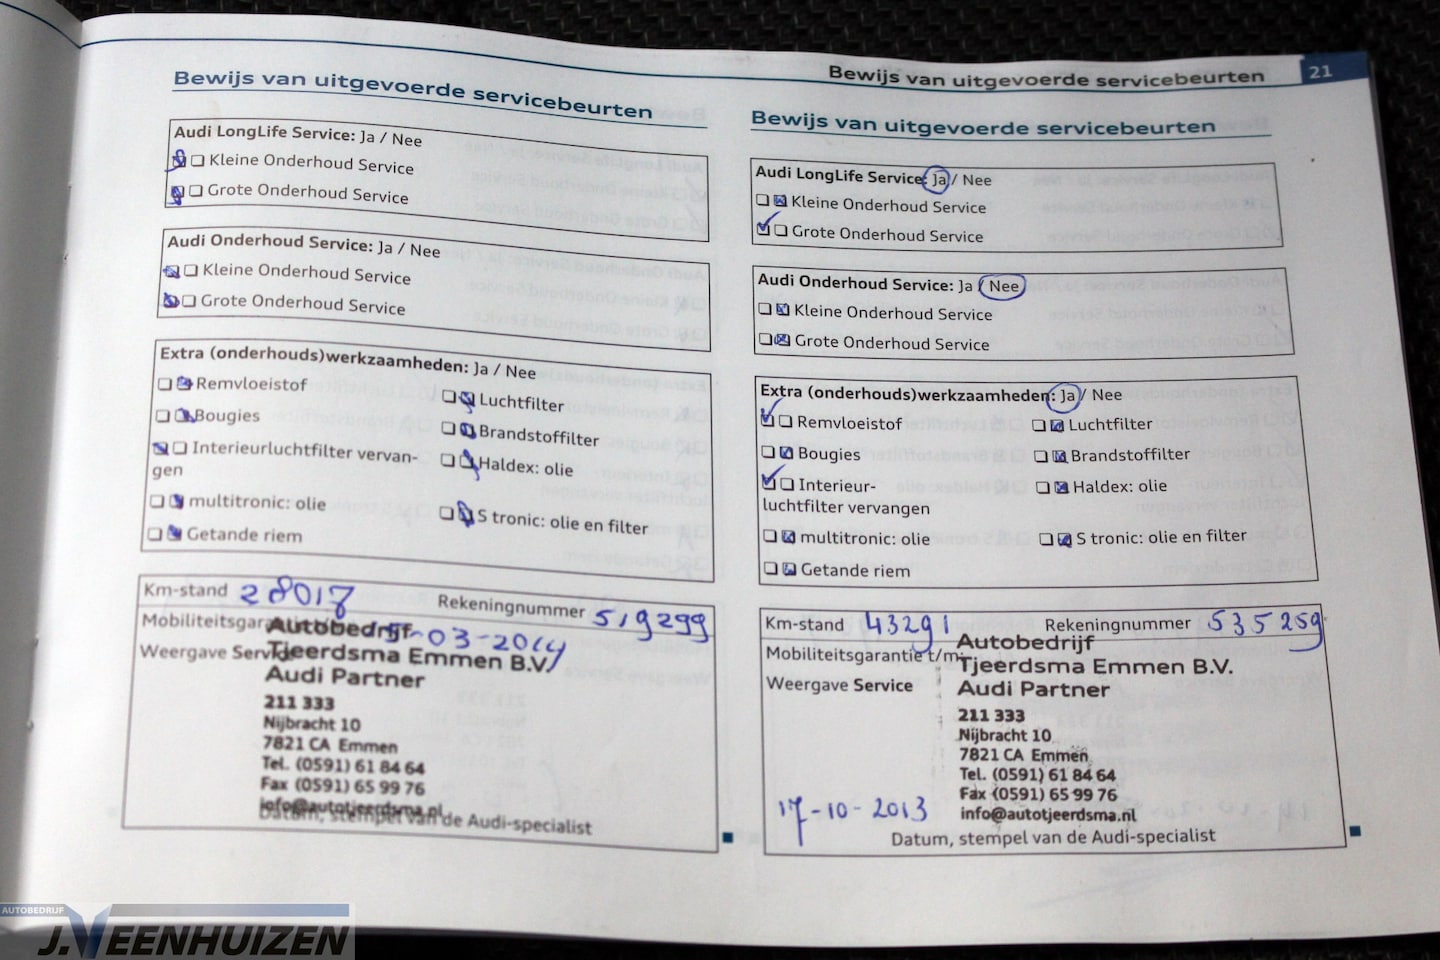 Bewijs van uitgevoerde servicebeurten 21
Bewijs van uitgevoerde servicebeurten
Audi LongLife Service: Ja / Nee
Kleine Onderhoud Service
Grote Onderhoud Service
Audi Onderhoud Service: Ja / Nee
Kleine Onderhoud Service
Grote Onderhoud Service
Extra (onderhouds)werkzaamheden: Ja / Nee
Remvloeistof
Luchtfilter
Bougies
Brandstoffilter
Interieurluchtfilter vervan-
gen
Haldex: olie
multitronic: olie
S tronic: olie en filter
Getande riem
Km-stand 28017 Rekeningnummer 519299
Mobiliteitsgar
-03-2014
Weergave Serv
Autobedrijf
Tjeerdsma Emmen B.V.
Audi Partner
211 333
Nijbracht 10
7821 CA Emmen
Tel. (0591) 61 84 64
Fax (0591) 65 99 76
info@autotjeerdsma.nl
Datum, stempel van de Audi-specialist
Bewijs van uitgevoerde servicebeurten
Audi LongLife Service: Ja / Nee
Kleine Onderhoud Service
Grote Onderhoud Service
Audi Onderhoud Service: Ja / Nee
Kleine Onderhoud Service
Grote Onderhoud Service
Extra (onderhouds)werkzaamheden: Ja / Nee
Remvloeistof
Luchtfilter
Bougies
Brandstoffilter
Interieur-
luchtfilter vervangen
Haldex: olie
multitronic: olie
S tronic: olie en filter
Getande riem
Km-stand 43291 Rekeningnummer 535259
Mobiliteitsgarantie t/m:
Weergave Service
Autobedrijf
Tjeerdsma Emmen B.V.
Audi Partner
211 333
Nijbracht 10
7821 CA Emmen
Tel. (0591) 61 84 64
Fax (0591) 65 99 76
info@autotjeerdsma.nl
17-10-2013
Datum, stempel van de Audi-specialist
AUTOBEDRIJF
J. VEENHUIZEN